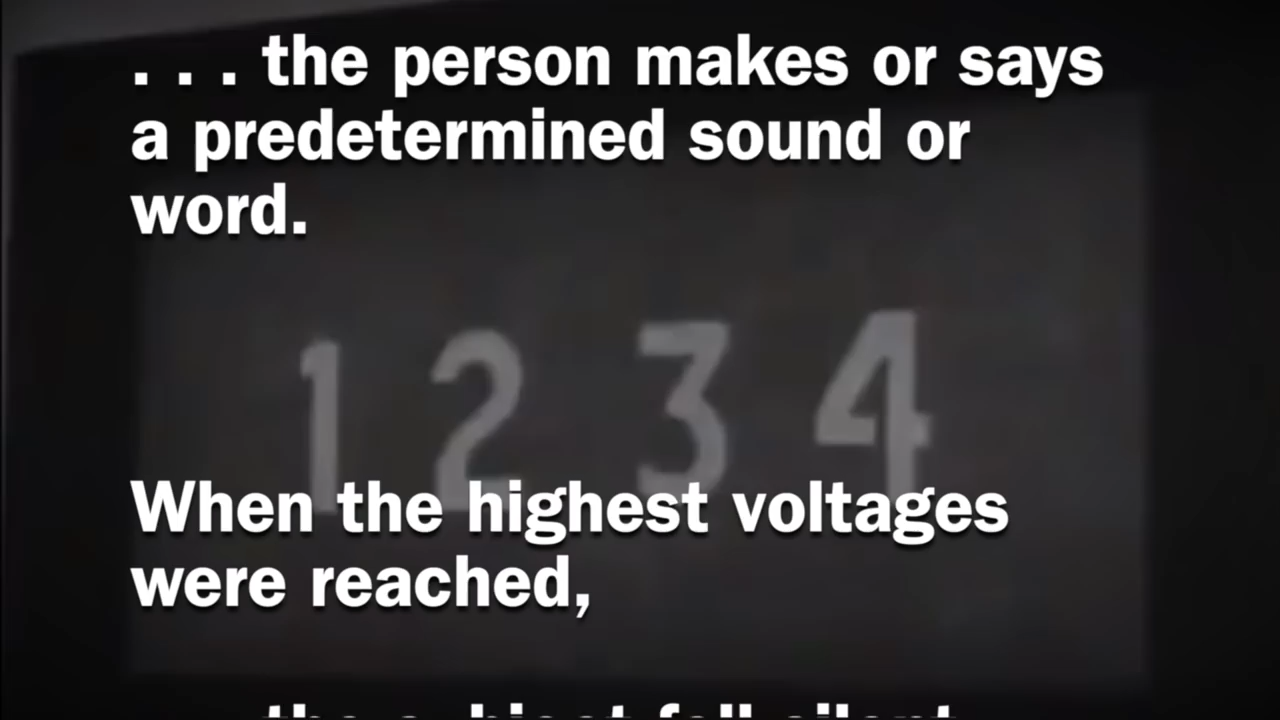 . . . the person makes or says
a predetermined sound or
word.
1 2 3 4
When the highest voltages
were reached,